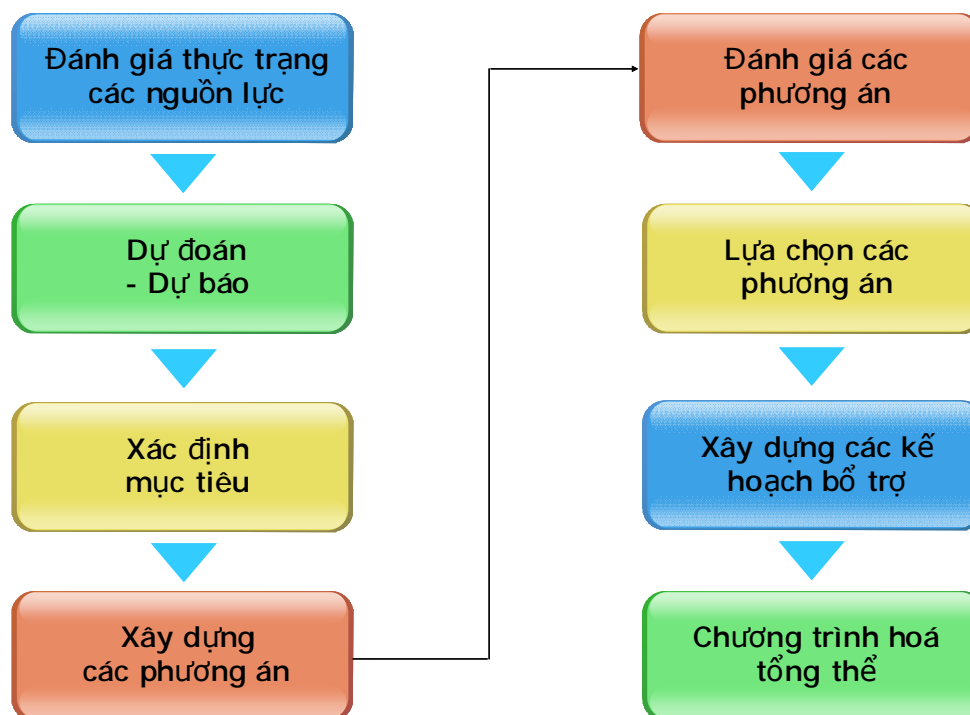 Đánh giá thực trạng
các nguồn lực
Dự đoán
- Dự báo
Xác định
mục tiêu
Xây dựng
các phương án
Đánh giá các
phương án
Lựa chọn các
phương án
Xây dựng các kế
hoạch bổ trợ
Chương trình hoá
tổng thể